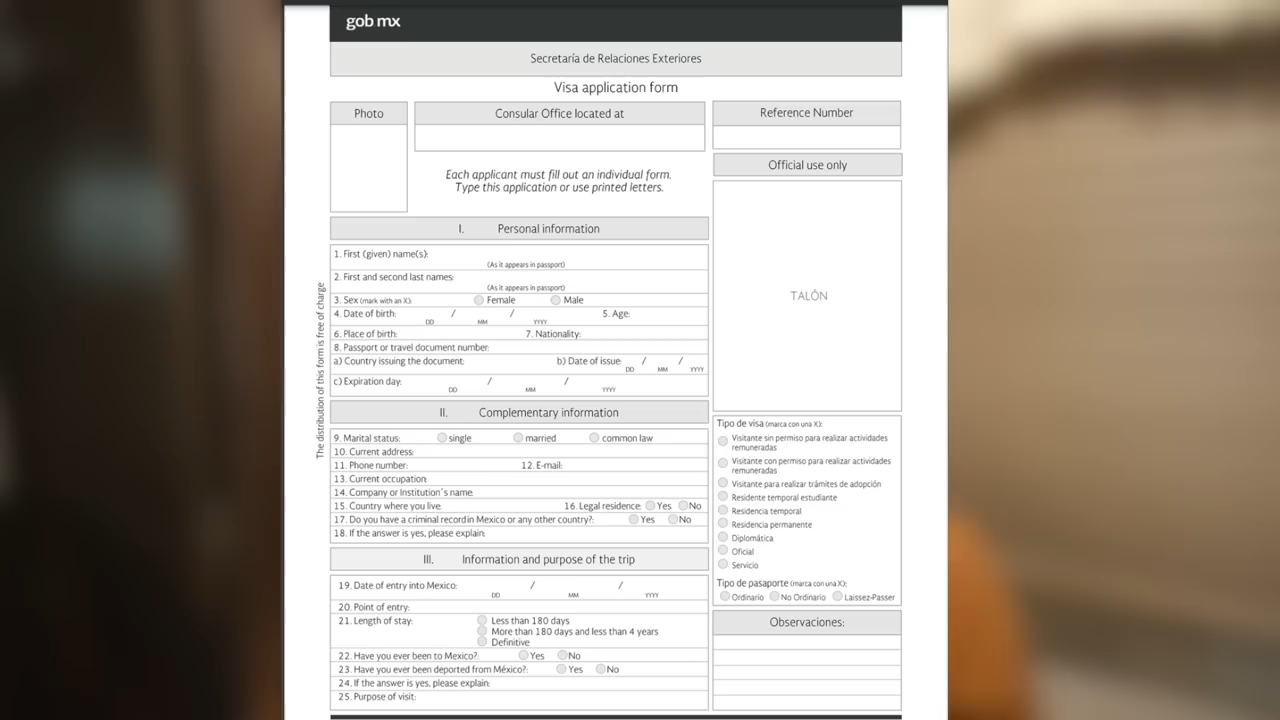 gob mx
Secretaría de Relaciones Exteriores
Visa application form
Photo
Consular Office located at
Reference Number
Official use only
Each applicant must fill out an individual form.
Type this application or use printed letters.
TALÓN
The distribution of this form is free of charge
I. Personal information
1. First (given) name(s):
(As it appears in passport)
2. First and second last names:
(As it appears in passport)
3. Sex (mark with an X): Female Male
4. Date of birth: / / 5. Age:
DD MM YYYY
6. Place of birth: 7. Nationality:
8. Passport or travel document number:
a) Country issuing the document: b) Date of issue: / /
DD MM YYYY
c) Expiration day: / /
DD MM YYYY
II. Complementary information
9. Marital status: single married common law
10. Current address:
11. Phone number: 12. E-mail:
13. Current occupation:
14. Company or Institution's name:
15. Country where you live: 16. Legal residence: Yes No
17. Do you have a criminal record in Mexico or any other country?: Yes No
18. If the answer is yes, please explain:
III. Information and purpose of the trip
19. Date of entry into Mexico: / /
DD MM YYYY
20. Point of entry:
21. Length of stay: Less than 180 days
More than 180 days and less than 4 years
Definitive
22. Have you ever been to Mexico?: Yes No
23. Have you ever been deported from México?: Yes No
24. If the answer is yes, please explain:
25. Purpose of visit:
Tipo de visa (marca con una X):
Visitante sin permiso para realizar actividades
remuneradas
Visitante con permiso para realizar actividades
remuneradas
Visitante para realizar trámites de adopción
Residente temporal estudiante
Residencia temporal
Residencia permanente
Diplomática
Oficial
Servicio
Tipo de pasaporte (marca con una X):
Ordinario No Ordinario Laissez-Passer
Observaciones: